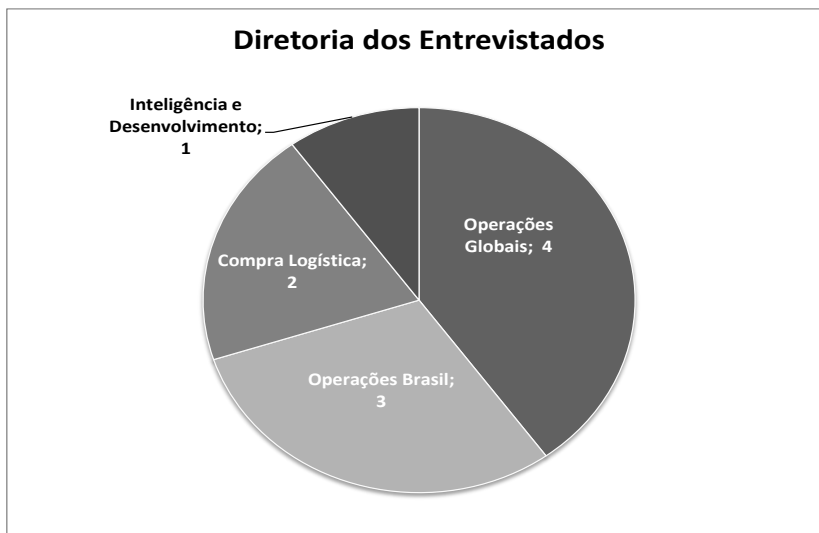 Diretoria dos Entrevistados
Inteligência e
Desenvolvimento;
1
Operações
Globais; 4
Compra Logística;
2
Operações Brasil;
3